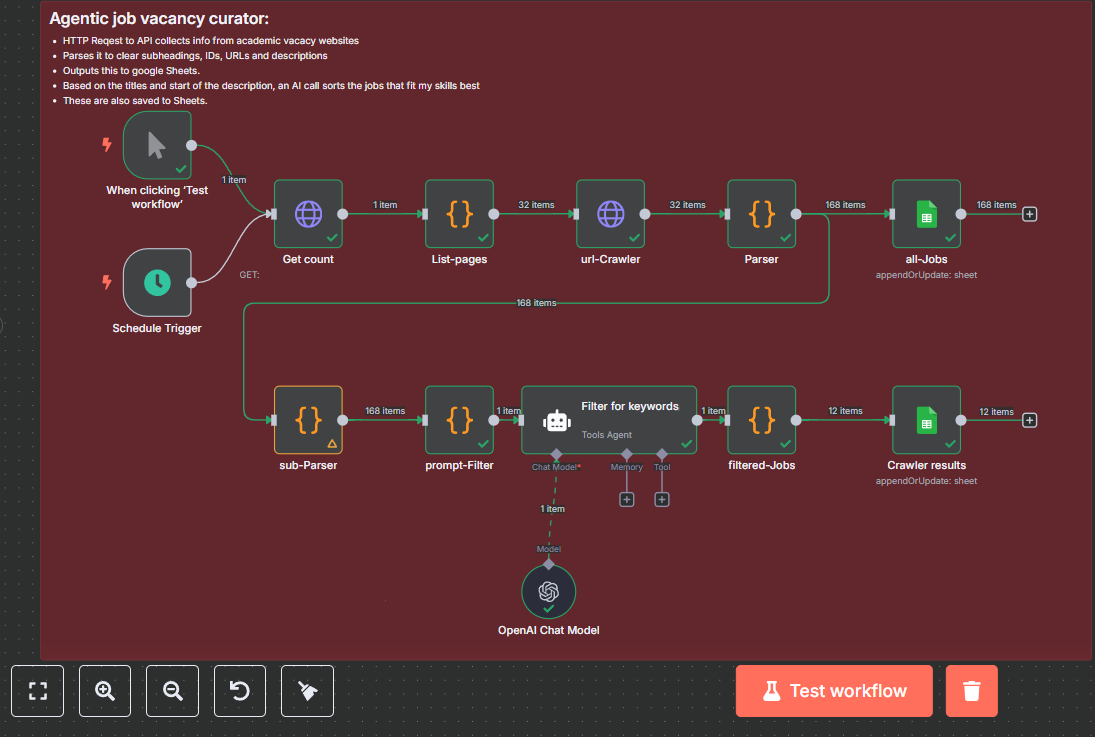 Agentic job vacancy curator:
• HTTP Reqest to API collects info from academic vacacy websites
• Parses it to clear subheadings, IDs, URLs and descriptions
• Outputs this to google Sheets.
• Based on the titles and start of the description, an AI call sorts the jobs that fit my skills best
• These are also saved to Sheets.
When clicking ‘Test
workflow’
1 item
Schedule Trigger
GET:
Get count
1 item
{}
List-pages
32 items
url-Crawler
32 items
{}
Parser
168 items
all-Jobs
appendOrUpdate: sheet
168 items
168 items
{}
sub-Parser
168 items
{}
prompt-Filter
1 item
Filter for keywords
Tools Agent
Chat Model*
Memory
Tool
1 item
{}
filtered-Jobs
12 items
Crawler results
appendOrUpdate: sheet
12 items
1 item
Model
OpenAI Chat Model
Test workflow